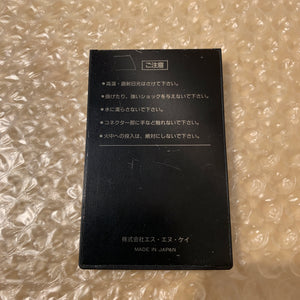 ご注意
●高温・直射日光はさけて下さい。
●曲げたり、強いショックを与えないで下さい。
●水に濡らさないで下さい。
●コネクター部に手など触れないで下さい。
●火中への投入は、絶対にしないで下さい。
株式会社エス・エヌ・ケイ
MADE IN JAPAN